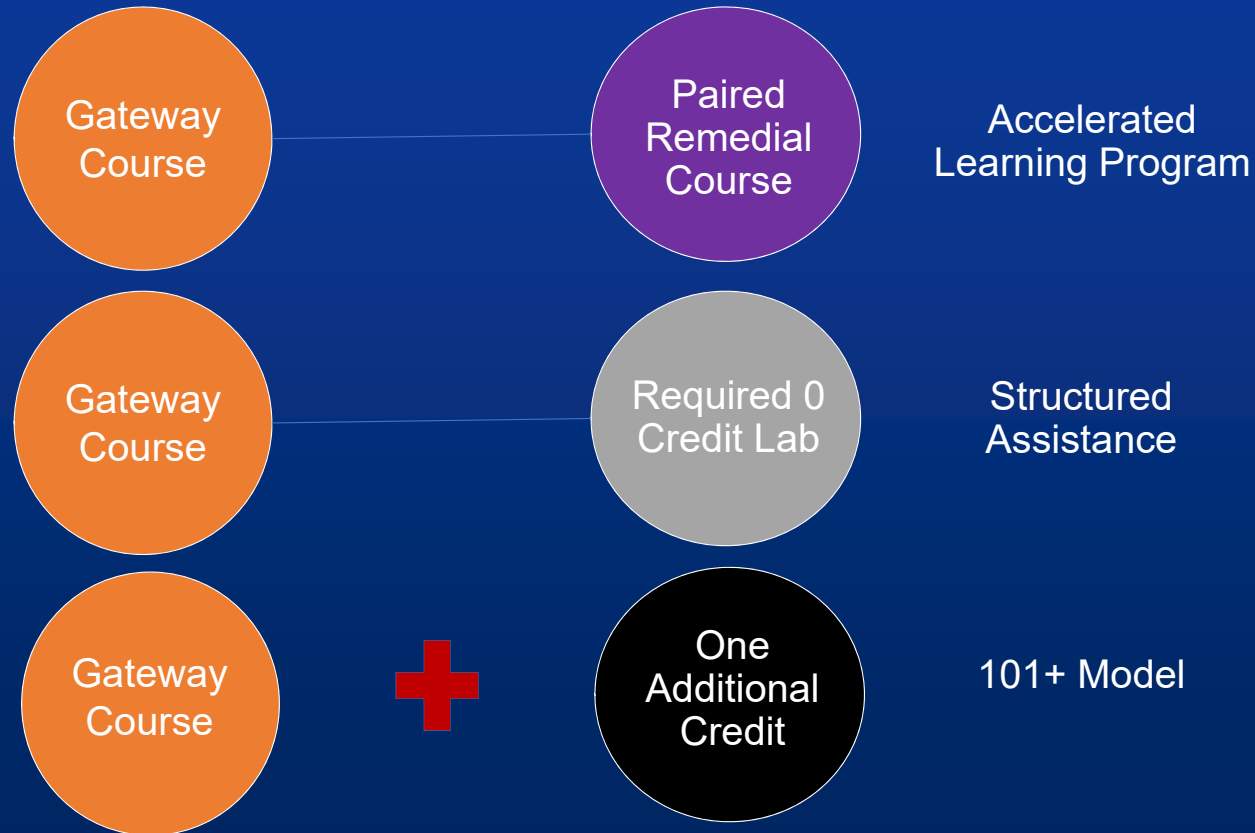 Gateway
Course
Paired
Remedial
Course
Accelerated
Learning Program
Gateway
Course
Required 0
Credit Lab
Structured
Assistance
Gateway
Course
One
Additional
Credit
101+ Model